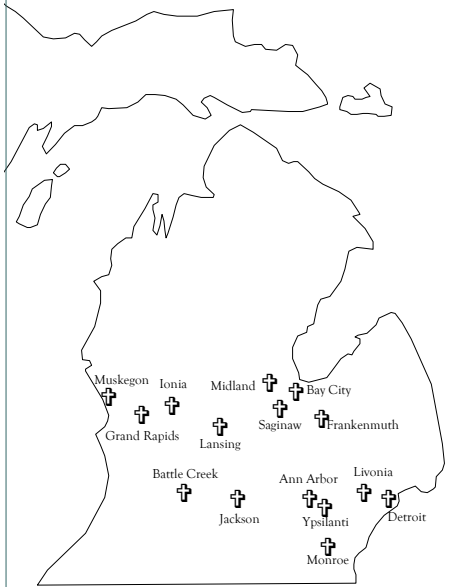 Muskegon
Ionia
Midland
Bay City
Grand Rapids
Saginaw
Frankenmuth
Lansing
Battle Creek
Ann Arbor
Livonia
Jackson
Ypsilanti
Detroit
Monroe